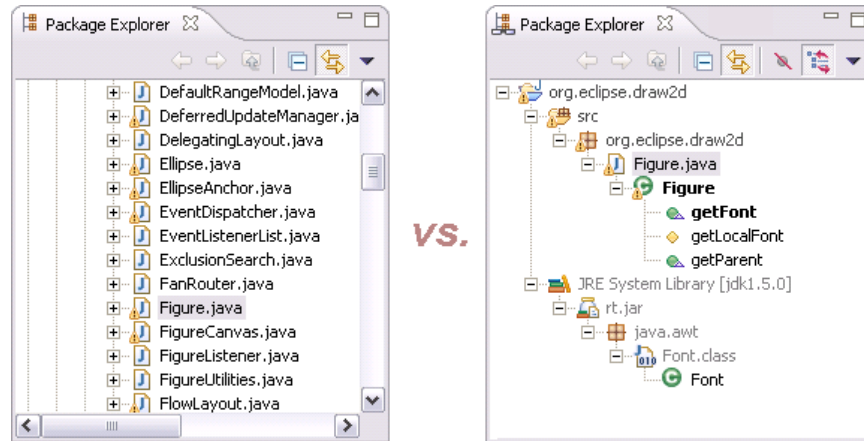 Package Explorer
DefaultRangeModel.java
DeferredUpdateManager.ja
DelegatingLayout.java
Ellipse.java
EllipseAnchor.java
EventDispatcher.java
EventListenerList.java
ExclusionSearch.java
FanRouter.java
Figure.java
FigureCanvas.java
FigureListener.java
FigureUtilities.java
FlowLayout.java
vs.
Package Explorer
org.eclipse.draw2d
src
org.eclipse.draw2d
Figure.java
Figure
getFont
getLocalFont
getParent
JRE System Library [jdk1.5.0]
rt.jar
java.awt
Font.class
Font